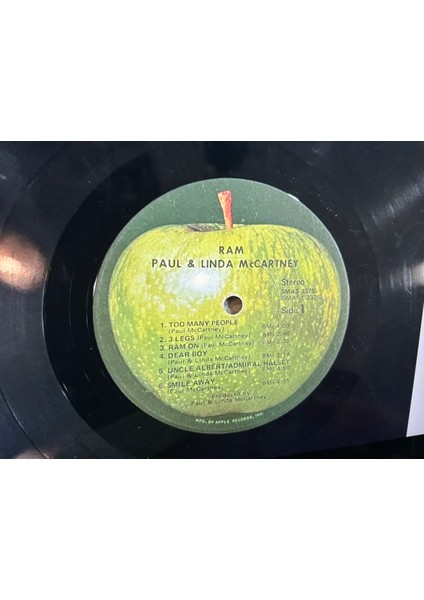 RAM
PAUL & LINDA McCARTNEY
Stereo
SMAS 3375
Side 1
1. TOO MANY PEOPLE
(Paul McCartney)
2. 3 LEGS (Paul McCartney)
3. RAM ON (Paul McCartney)
4. DEAR BOY
(Paul & Linda McCartney)
5. UNCLE ALBERT/ADMIRAL HALSEY
(Paul & Linda McCartney)
6. SMILE AWAY
(Paul McCartney)
Produced by
Paul & Linda McCartney
MFD. BY APPLE RECORDS, INC.